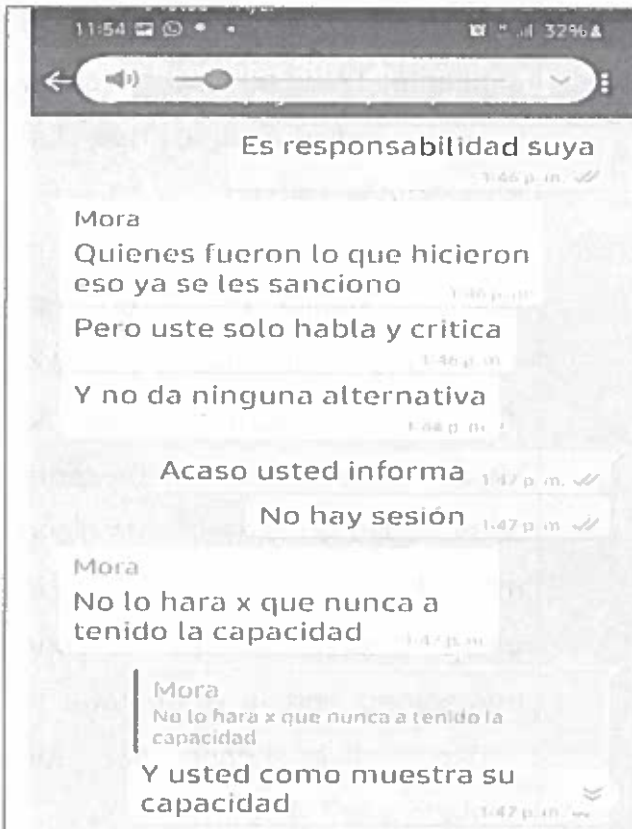 11:54
32%
Es responsabilidad suya
1:46 p. m.
Mora
Quienes fueron lo que hicieron
eso ya se les sanciono
1:46 p. m.
Pero uste solo habla y critica
1:46 p. m.
Y no da ninguna alternativa
Acaso usted informa
1:47 p. m.
No hay sesión
1:47 p. m.
Mora
No lo hara x que nunca a
tenido la capacidad
1:47 p. m.
Mora
No lo hara x que nunca a tenido la
capacidad
Y usted como muestra su
capacidad
1:47 p. m.